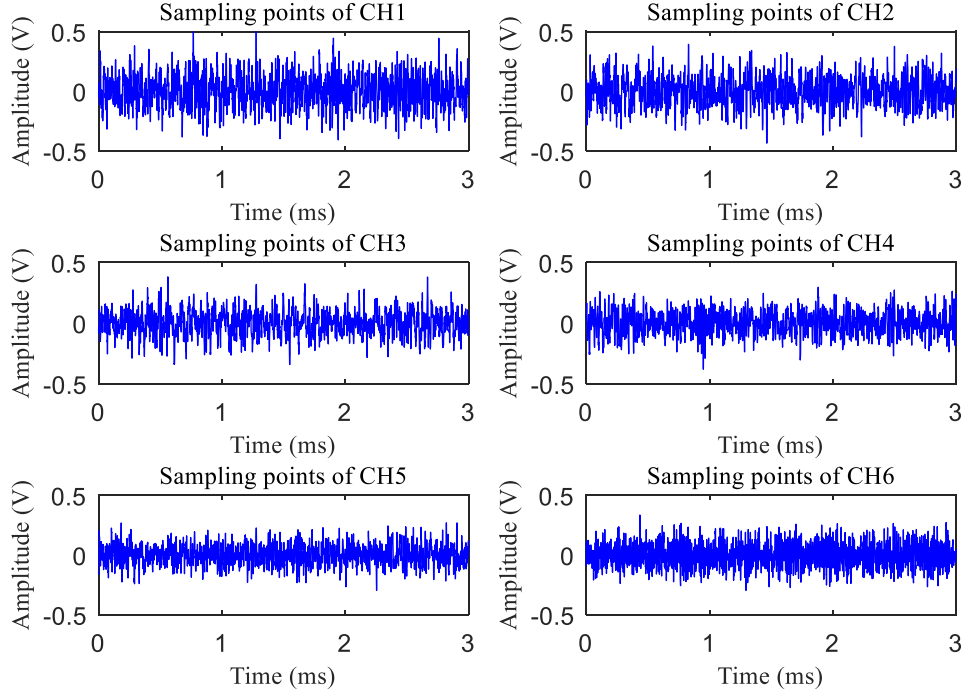 Sampling points of CH1
Amplitude (V)
0.5
0
-0.5
0 1 2 3
Time (ms)
Sampling points of CH2
Amplitude (V)
0.5
0
-0.5
0 1 2 3
Time (ms)
Sampling points of CH3
Amplitude (V)
0.5
0
-0.5
0 1 2 3
Time (ms)
Sampling points of CH4
Amplitude (V)
0.5
0
-0.5
0 1 2 3
Time (ms)
Sampling points of CH5
Amplitude (V)
0.5
0
-0.5
0 1 2 3
Time (ms)
Sampling points of CH6
Amplitude (V)
0.5
0
-0.5
0 1 2 3
Time (ms)